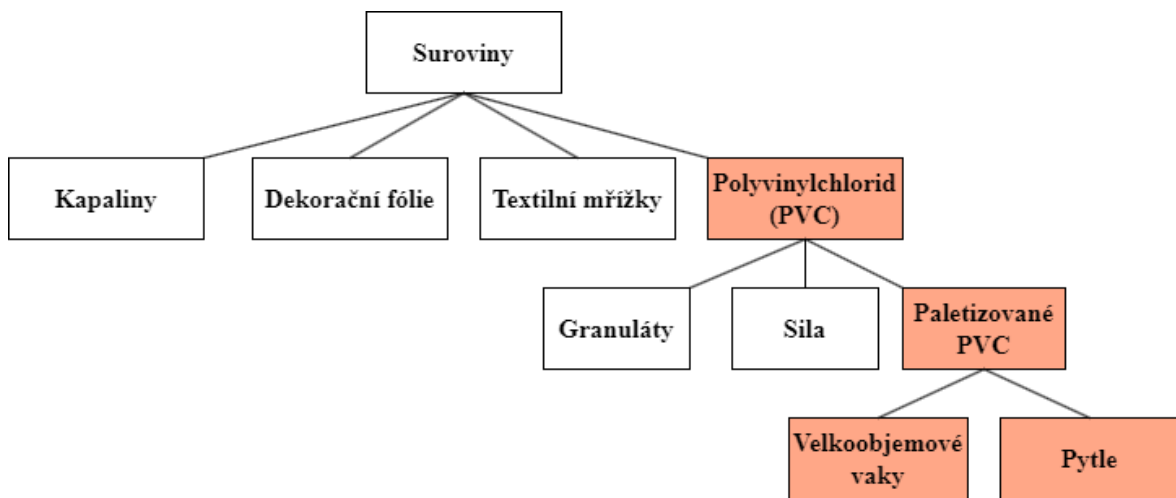 Suroviny
Kapaliny
Dekorační fólie
Textilní mřížky
Polyvinylchlorid
(PVC)
Granuláty
Sila
Paletizované
PVC
Velkoobjemové
vaky
Pytle